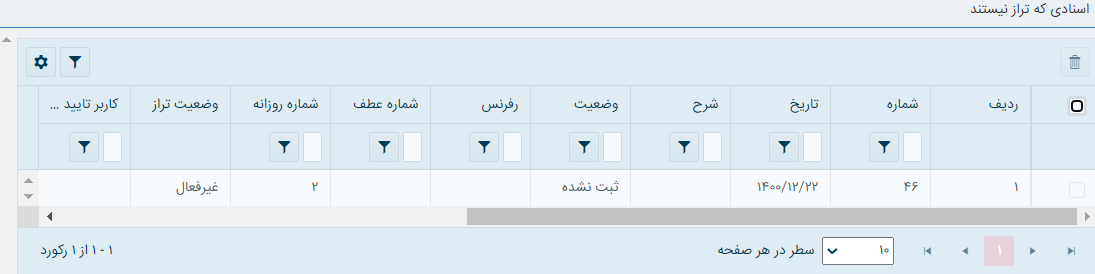 اسنادی که تراز نیستند
ردیف شماره تاریخ شرح وضعیت رفرنس شماره عطف شماره روزانه وضعیت تراز کاربر تایید ...
۱ ۴۶ ۱۴۰۰/۱۲/۲۲ ثبت نشده ۲ غیرفعال
۱ ۱۰ سطر در هر صفحه ۱ - ۱ از ۱ رکورد